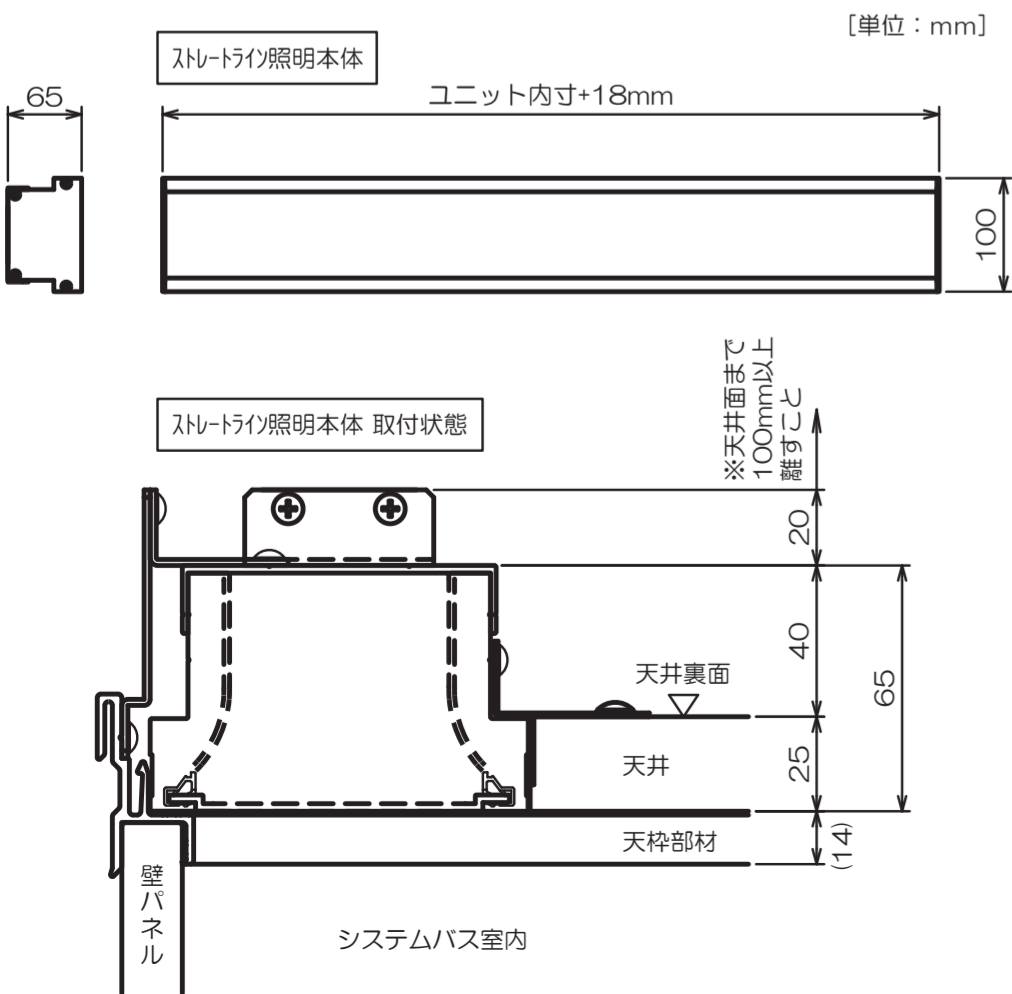 [単位：mm]
ｽﾄﾚｰﾄﾗｲﾝ照明本体
65
ユニット内寸+18mm
100
ｽﾄﾚｰﾄﾗｲﾝ照明本体 取付状態
※天井面まで
100mm以上
離すこと
20
40
65
天井裏面
天井
25
天枠部材
(14)
壁パネル
システムバス室内